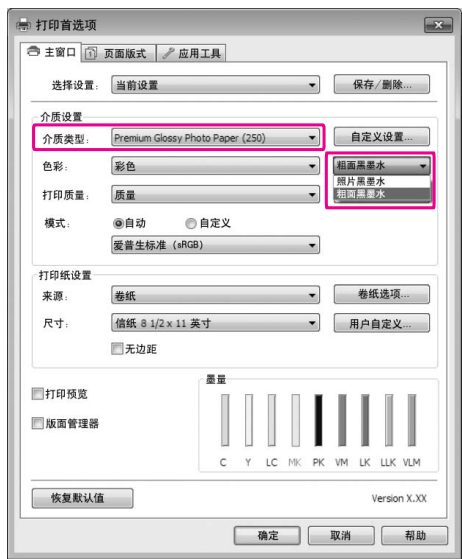 打印首选项
主窗口 页面版式 应用工具
选择设置: 当前设置 保存/删除...
介质设置
介质类型: Premium Glossy Photo Paper (250) 自定义设置...
色彩: 彩色 粗面黑墨水
照片黑墨水
粗面黑墨水
打印质量: 质量
模式: 自动 自定义
爱普生标准 (sRGB)
打印纸设置
来源: 卷纸 卷纸选项...
尺寸: 信纸 8 1/2 x 11 英寸 用户自定义...
无边距
打印预览
版面管理器
墨量
C Y LC MK PK VM LK LLK VLM
恢复默认值 Version X.XX
确定 取消 帮助